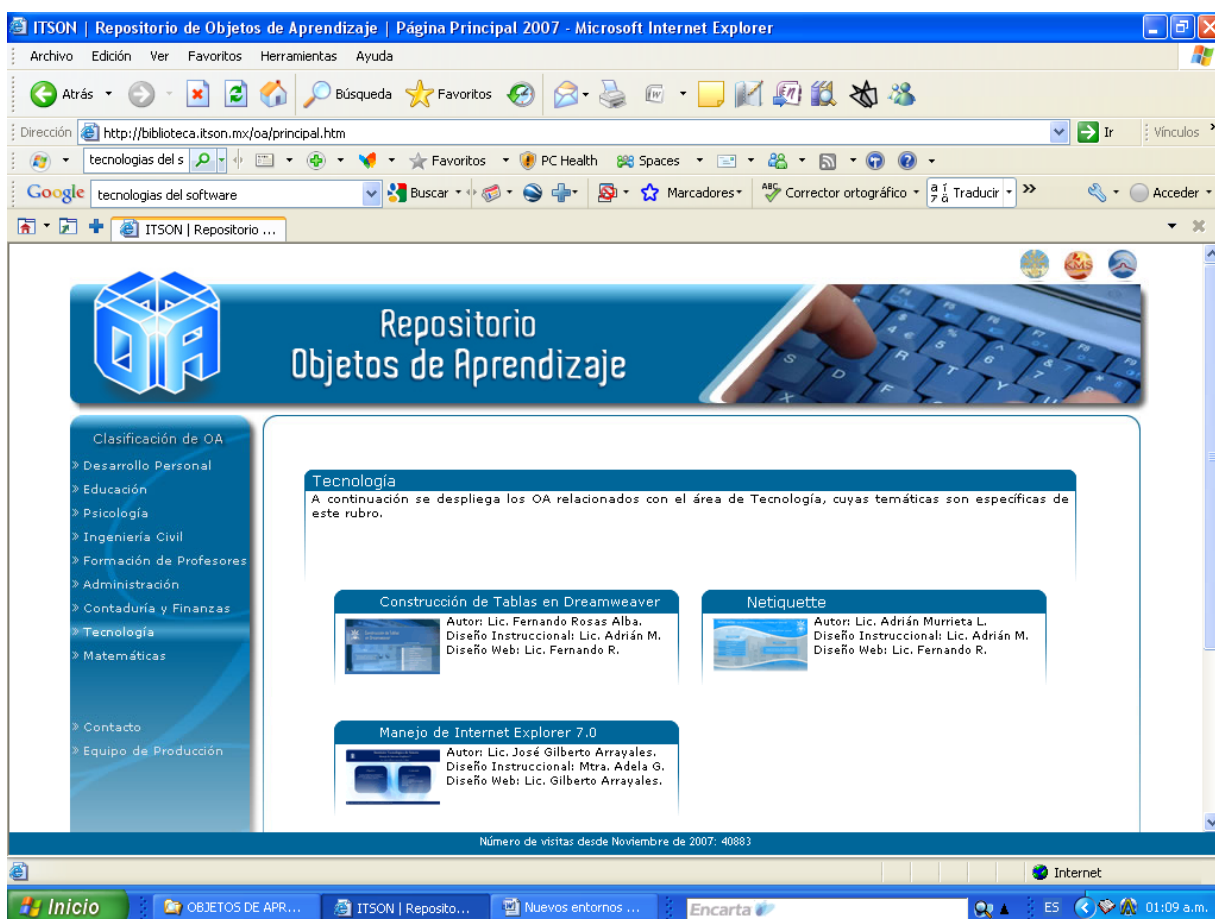 ITSON | Repositorio de Objetos de Aprendizaje | Página Principal 2007 - Microsoft Internet Explorer
Archivo Edición Ver Favoritos Herramientas Ayuda
Atrás Búsqueda Favoritos
Dirección http://biblioteca.itson.mx/oa/principal.htm Ir Vínculos
tecnologias del s Favoritos PC Health Spaces
Google tecnologias del software Buscar Marcadores Corrector ortográfico Traducir Acceder
ITSON | Repositorio ...
KMS
OA
Repositorio
Objetos de Aprendizaje
Clasificación de OA
» Desarrollo Personal
» Educación
» Psicología
» Ingeniería Civil
» Formación de Profesores
» Administración
» Contaduría y Finanzas
» Tecnología
» Matemáticas
» Contacto
» Equipo de Producción
Tecnología
A continuación se despliega los OA relacionados con el área de Tecnología, cuyas temáticas son específicas de
este rubro.
Construcción de Tablas en Dreamweaver
Autor: Lic. Fernando Rosas Alba.
Diseño Instruccional: Lic. Adrián M.
Diseño Web: Lic. Fernando R.
Netiquette
Autor: Lic. Adrián Murrieta L.
Diseño Instruccional: Lic. Adrián M.
Diseño Web: Lic. Fernando R.
Manejo de Internet Explorer 7.0
Autor: Lic. José Gilberto Arrayales.
Diseño Instruccional: Mtra. Adela G.
Diseño Web: Lic. Gilberto Arrayales.
Número de visitas desde Noviembre de 2007: 40883
Internet
Inicio OBJETOS DE APR... ITSON | Reposito... Nuevos entornos ... Encarta ES 01:09 a.m.